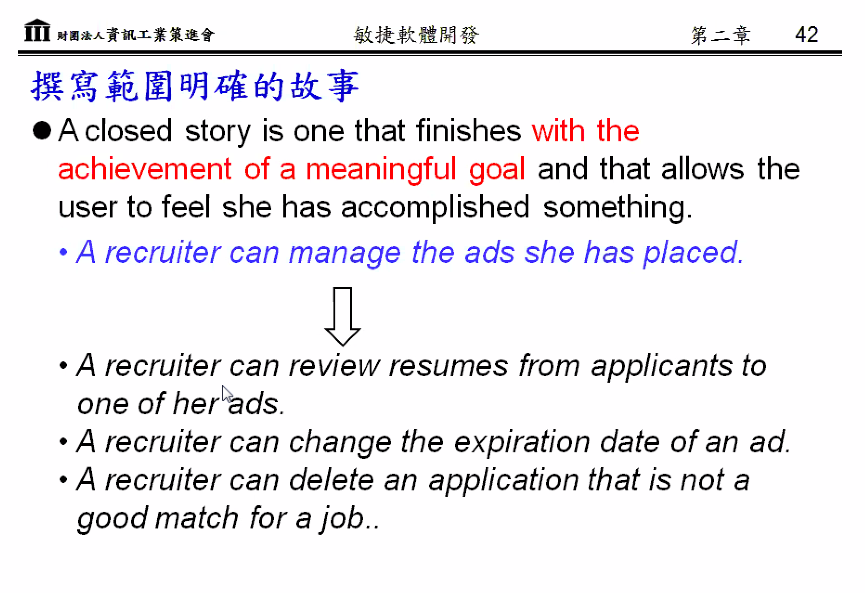 財團法人資訊工業策進會 敏捷軟體開發 第二章 42
撰寫範圍明確的故事
● A closed story is one that finishes with the
achievement of a meaningful goal and that allows the
user to feel she has accomplished something.
• A recruiter can manage the ads she has placed.
• A recruiter can review resumes from applicants to
one of her ads.
• A recruiter can change the expiration date of an ad.
• A recruiter can delete an application that is not a
good match for a job..